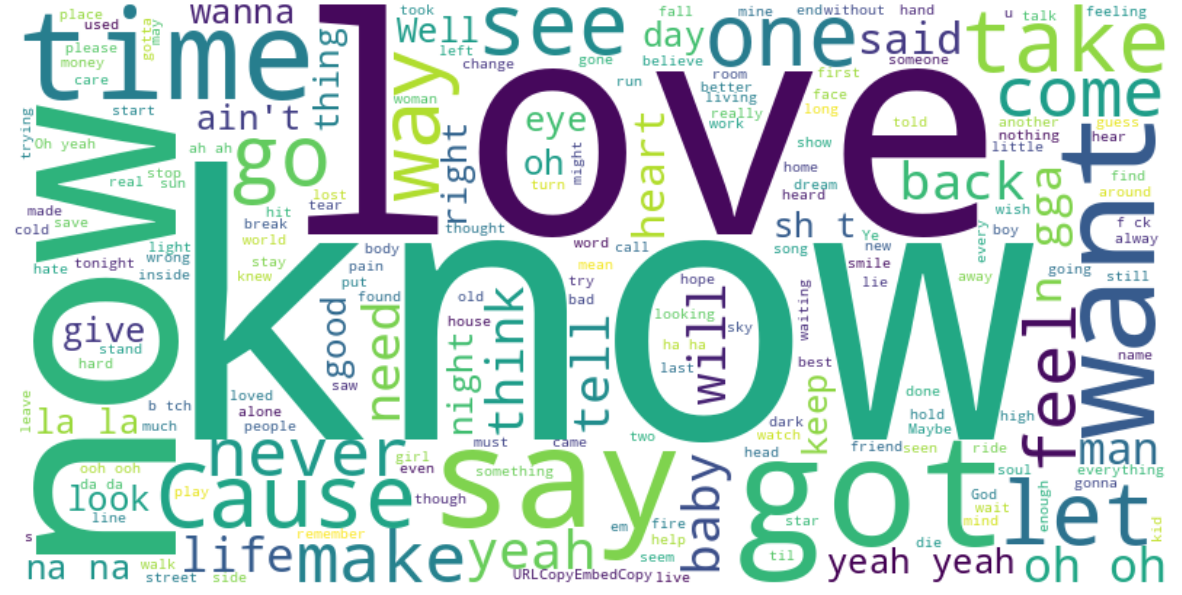 place
used
wanna
took
Well
see
fall
mine
endwithout
hand
u
talk
feeling
time
please
gotta
may
money
care
thing
left
change
way
gone
day
believe
one
said
someone
take
run
love
room
better
living
really
work
first
face
long
told
come
start
ain't
woman
trying
Oh yeah
ah ah
go
right
eye
oh
might
turn
heart
show
home
dream
heard
another
nothing
little
guess
hear
want
back
find
around
real
stop
sun
lost
tear
made
cold
save
hit
break
world
thought
sh t
wish
boy
every
ngga
f ck
alway
now
light
wrong
hate
tonight
inside
stay
knew
body
pain
put
found
word
mean
call
try
bad
song
Ye
new
smile
lie
away
going
still
know
give
stand
hard
good
saw
need
old
house
night
think
tell
hope
looking
sky
ha ha
will
last
waiting
best
feel
name
leave
la la
b tch
much
loved
alone
people
must
came
two
dark
watch
keep
done
hold
Maybe
high
man
never
girl
even
something
say
baby
head
got
friend
seen
ride
soul
everything
gonna
ooh ooh
da da
look
line
play
Cause
though
remember
em
fire
help
seem
star
til
God
wait
mind
let
enough
kid
s
na na
walk
street
side
life
make
yeah
URLCopyEmbedCopy
live
die
yeah yeah
oh oh